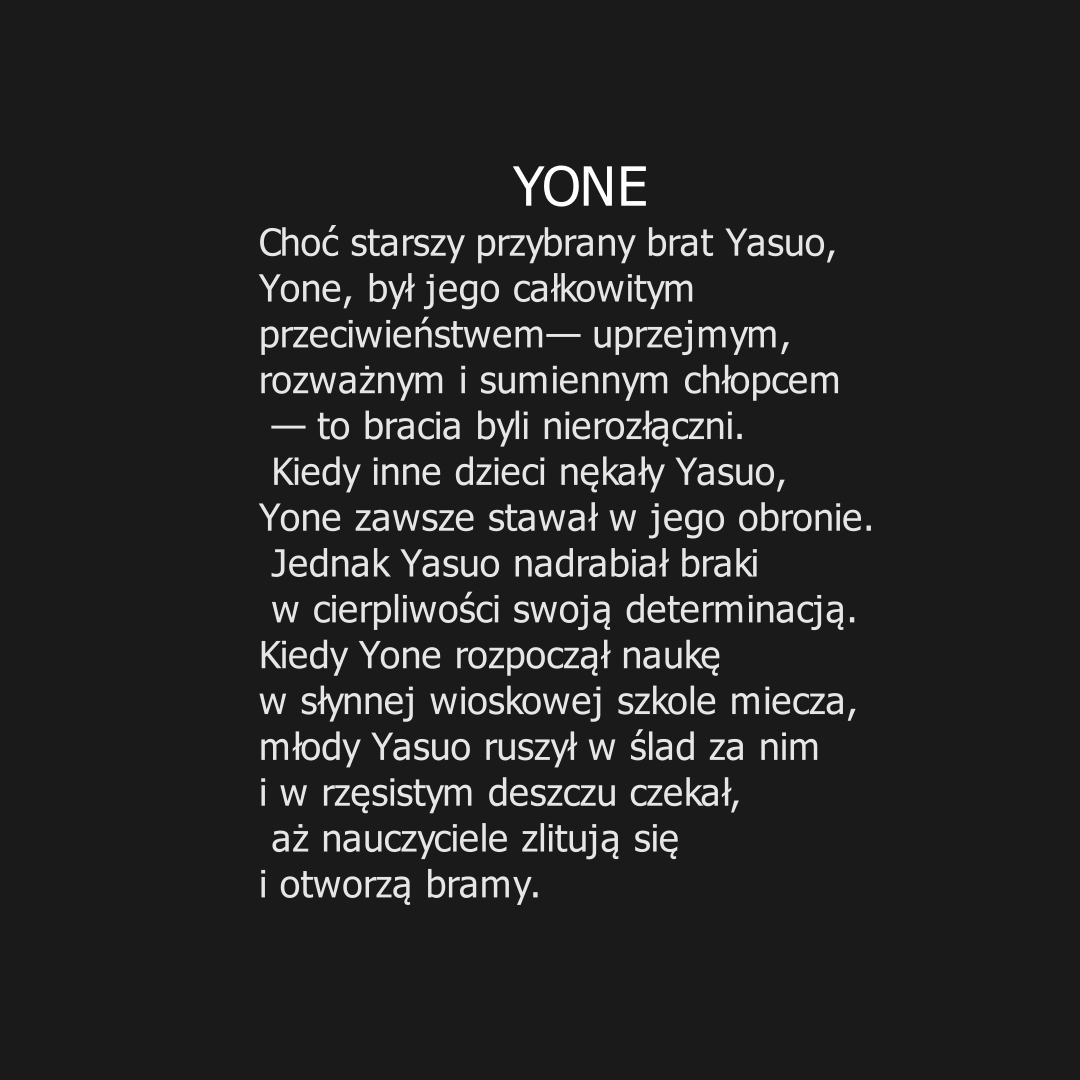 YONE
Choć starszy przybrany brat Yasuo,
Yone, był jego całkowitym
przeciwieństwem— uprzejmym,
rozważnym i sumiennym chłopcem
— to bracia byli nierozłączni.
Kiedy inne dzieci nękały Yasuo,
Yone zawsze stawał w jego obronie.
Jednak Yasuo nadrabiał braki
w cierpliwości swoją determinacją.
Kiedy Yone rozpoczął naukę
w słynnej wioskowej szkole miecza,
młody Yasuo ruszył w ślad za nim
i w rzęsistym deszczu czekał,
aż nauczyciele zlitują się
i otworzą bramy.